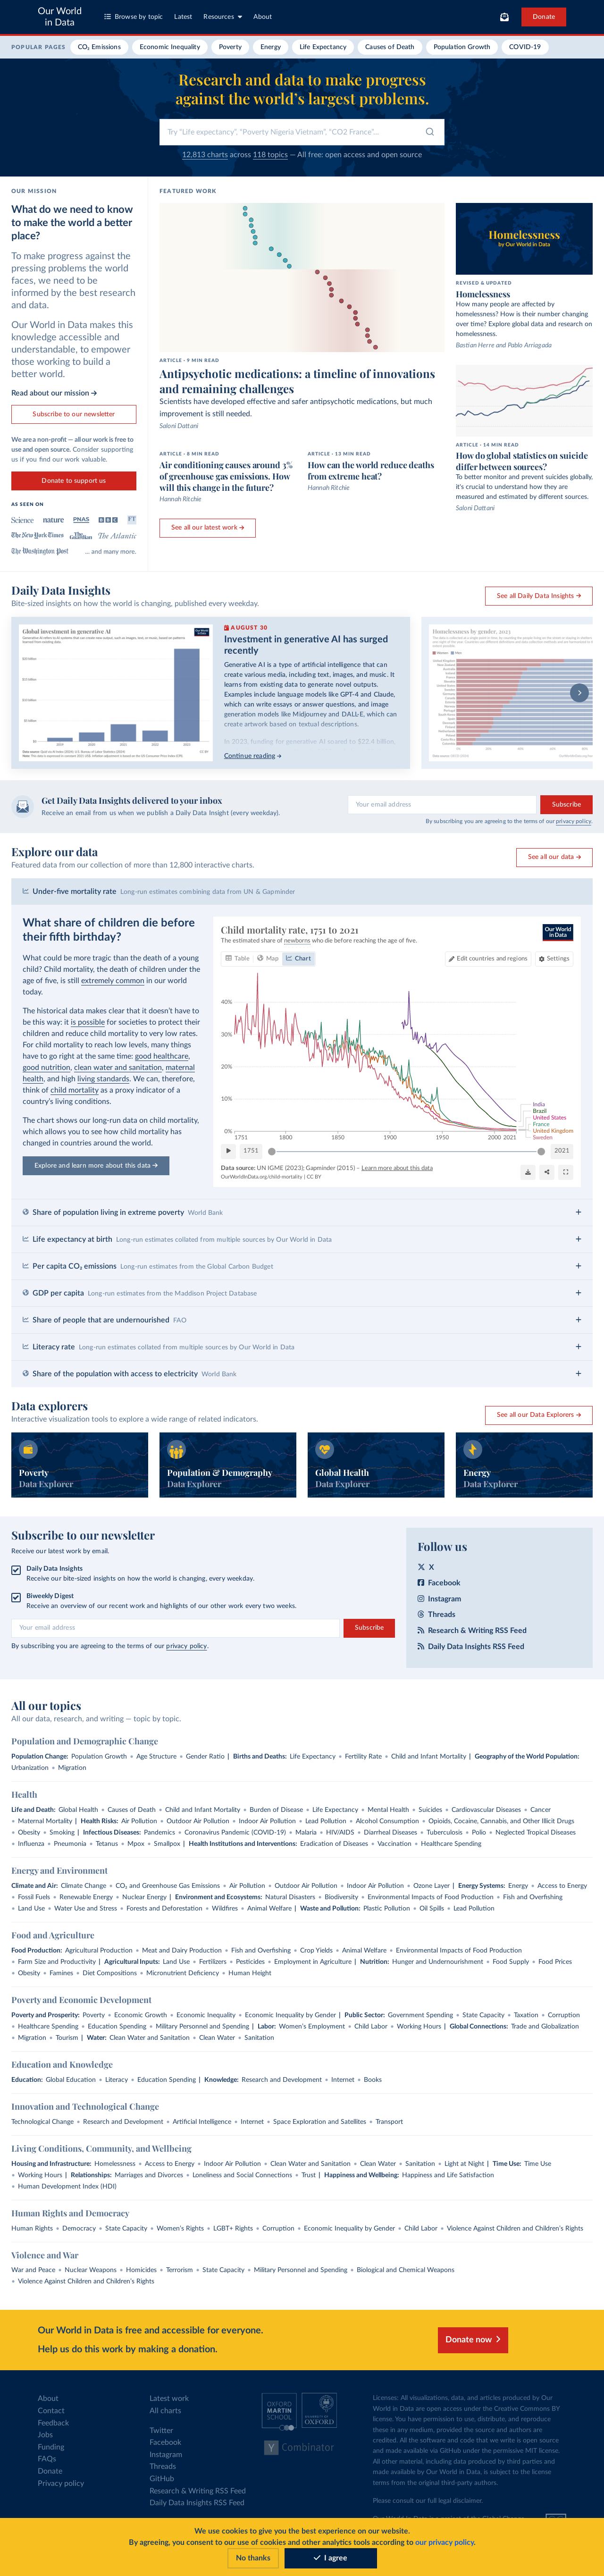 Our World
in Data
Browse by topic
Latest
Resources
About
Donate
POPULAR PAGES
CO₂ Emissions
Economic Inequality
Poverty
Energy
Life Expectancy
Causes of Death
Population Growth
COVID-19
Research and data to make progress
against the world's largest problems.
Try "Life expectancy", "Poverty Nigeria Vietnam", "CO2 France"...
12,813 charts across 118 topics — All free: open access and open source
OUR MISSION
What do we need to know
to make the world a better
place?
To make progress against the
pressing problems the world
faces, we need to be
informed by the best research
and data.
Our World in Data makes this
knowledge accessible and
understandable, to empower
those working to build a
better world.
Read about our mission →
Subscribe to our newsletter
We are a non-profit — all our work is free to
use and open source. Consider supporting
us if you find our work valuable.
Donate to support us
AS SEEN ON
Science nature PNAS BBC FT
The New York Times The Guardian The Atlantic
The Washington Post ... and many more.
FEATURED WORK
ARTICLE · 9 MIN READ
Antipsychotic medications: a timeline of innovations
and remaining challenges
Scientists have developed effective and safer antipsychotic medications, but much
improvement is still needed.
Saloni Dattani
ARTICLE · 8 MIN READ
Air conditioning causes around 3%
of greenhouse gas emissions. How
will this change in the future?
Hannah Ritchie
ARTICLE · 13 MIN READ
How can the world reduce deaths
from extreme heat?
Hannah Ritchie
See all our latest work →
Homelessness
by Our World in Data
REVISED & UPDATED
Homelessness
How many people are affected by
homelessness? How is their number changing
over time? Explore global data and research on
homelessness.
Bastian Herre and Pablo Arriagada
ARTICLE · 14 MIN READ
How do global statistics on suicide
differ between sources?
To better monitor and prevent suicides globally,
it's crucial to understand how they are
measured and estimated by different sources.
Saloni Dattani
Daily Data Insights
Bite-sized insights on how the world is changing, published every weekday.
See all Daily Data Insights →
Global investment in generative AI
AUGUST 30
Investment in generative AI has surged
recently
Generative AI is a type of artificial intelligence that can
create various media, including text, images, and music. It
learns from existing data to generate novel outputs.
Examples include language models like GPT-4 and Claude,
which can write essays or answer questions, and image
generation models like Midjourney and DALL·E, which can
create artwork based on textual descriptions.
In 2023, funding for generative AI soared to $22.4 billion,
Continue reading →
Homelessness by gender, 2023
Get Daily Data Insights delivered to your inbox
Receive an email from us when we publish a Daily Data Insight (every weekday).
Your email address
Subscribe
By subscribing you are agreeing to the terms of our privacy policy.
Explore our data
Featured data from our collection of more than 12,800 interactive charts.
See all our data →
Under-five mortality rate Long-run estimates combining data from UN & Gapminder
What share of children die before
their fifth birthday?
What could be more tragic than the death of a young
child? Child mortality, the death of children under the
age of five, is still extremely common in our world
today.
The historical data makes clear that it doesn't have to
be this way: it is possible for societies to protect their
children and reduce child mortality to very low rates.
For child mortality to reach low levels, many things
have to go right at the same time: good healthcare,
good nutrition, clean water and sanitation, maternal
health, and high living standards. We can, therefore,
think of child mortality as a proxy indicator of a
country's living conditions.
The chart shows our long-run data on child mortality,
which allows you to see how child mortality has
changed in countries around the world.
Explore and learn more about this data →
Child mortality rate, 1751 to 2021
The estimated share of newborns who die before reaching the age of five.
Our World
in Data
Table
Map
Chart
Edit countries and regions
Settings
40%
30%
20%
10%
0%
1751 1800 1850 1900 1950 2000 2021
India
Brazil
United States
France
United Kingdom
Sweden
1751
2021
Data source: UN IGME (2023); Gapminder (2015) – Learn more about this data
OurWorldInData.org/child-mortality | CC BY
Share of population living in extreme poverty World Bank +
Life expectancy at birth Long-run estimates collated from multiple sources by Our World in Data +
Per capita CO₂ emissions Long-run estimates from the Global Carbon Budget +
GDP per capita Long-run estimates from the Maddison Project Database +
Share of people that are undernourished FAO +
Literacy rate Long-run estimates collated from multiple sources by Our World in Data +
Share of the population with access to electricity World Bank +
Data explorers
Interactive visualization tools to explore a wide range of related indicators.
See all our Data Explorers →
Poverty
Data Explorer
Population & Demography
Data Explorer
Global Health
Data Explorer
Energy
Data Explorer
Subscribe to our newsletter
Receive our latest work by email.
Daily Data Insights
Receive our bite-sized insights on how the world is changing, every weekday.
Biweekly Digest
Receive an overview of our recent work and highlights of our other work every two weeks.
Your email address
Subscribe
By subscribing you are agreeing to the terms of our privacy policy.
Follow us
X
Facebook
Instagram
Threads
Research & Writing RSS Feed
Daily Data Insights RSS Feed
All our topics
All our data, research, and writing — topic by topic.
Population and Demographic Change
Population Change: Population Growth • Age Structure • Gender Ratio | Births and Deaths: Life Expectancy • Fertility Rate • Child and Infant Mortality | Geography of the World Population:
Urbanization • Migration
Health
Life and Death: Global Health • Causes of Death • Child and Infant Mortality • Burden of Disease • Life Expectancy • Mental Health • Suicides • Cardiovascular Diseases • Cancer
• Maternal Mortality | Health Risks: Air Pollution • Outdoor Air Pollution • Indoor Air Pollution • Lead Pollution • Alcohol Consumption • Opioids, Cocaine, Cannabis, and Other Illicit Drugs
• Obesity • Smoking | Infectious Diseases: Pandemics • Coronavirus Pandemic (COVID-19) • Malaria • HIV/AIDS • Diarrheal Diseases • Tuberculosis • Polio • Neglected Tropical Diseases
• Influenza • Pneumonia • Tetanus • Mpox • Smallpox | Health Institutions and Interventions: Eradication of Diseases • Vaccination • Healthcare Spending
Energy and Environment
Climate and Air: Climate Change • CO₂ and Greenhouse Gas Emissions • Air Pollution • Outdoor Air Pollution • Indoor Air Pollution • Ozone Layer | Energy Systems: Energy • Access to Energy
• Fossil Fuels • Renewable Energy • Nuclear Energy | Environment and Ecosystems: Natural Disasters • Biodiversity • Environmental Impacts of Food Production • Fish and Overfishing
• Land Use • Water Use and Stress • Forests and Deforestation • Wildfires • Animal Welfare | Waste and Pollution: Plastic Pollution • Oil Spills • Lead Pollution
Food and Agriculture
Food Production: Agricultural Production • Meat and Dairy Production • Fish and Overfishing • Crop Yields • Animal Welfare • Environmental Impacts of Food Production
• Farm Size and Productivity | Agricultural Inputs: Land Use • Fertilizers • Pesticides • Employment in Agriculture | Nutrition: Hunger and Undernourishment • Food Supply • Food Prices
• Obesity • Famines • Diet Compositions • Micronutrient Deficiency • Human Height
Poverty and Economic Development
Poverty and Prosperity: Poverty • Economic Growth • Economic Inequality • Economic Inequality by Gender | Public Sector: Government Spending • State Capacity • Taxation • Corruption
• Healthcare Spending • Education Spending • Military Personnel and Spending | Labor: Women's Employment • Child Labor • Working Hours | Global Connections: Trade and Globalization
• Migration • Tourism | Water: Clean Water and Sanitation • Clean Water • Sanitation
Education and Knowledge
Education: Global Education • Literacy • Education Spending | Knowledge: Research and Development • Internet • Books
Innovation and Technological Change
Technological Change • Research and Development • Artificial Intelligence • Internet • Space Exploration and Satellites • Transport
Living Conditions, Community, and Wellbeing
Housing and Infrastructure: Homelessness • Access to Energy • Indoor Air Pollution • Clean Water and Sanitation • Clean Water • Sanitation • Light at Night | Time Use: Time Use
• Working Hours | Relationships: Marriages and Divorces • Loneliness and Social Connections • Trust | Happiness and Wellbeing: Happiness and Life Satisfaction
• Human Development Index (HDI)
Human Rights and Democracy
Human Rights • Democracy • State Capacity • Women's Rights • LGBT+ Rights • Corruption • Economic Inequality by Gender • Child Labor • Violence Against Children and Children's Rights
Violence and War
War and Peace • Nuclear Weapons • Homicides • Terrorism • State Capacity • Military Personnel and Spending • Biological and Chemical Weapons
• Violence Against Children and Children's Rights
Our World in Data is free and accessible for everyone.
Help us do this work by making a donation.
Donate now
About
Contact
Feedback
Jobs
Funding
FAQs
Donate
Privacy policy
Latest work
All charts
Twitter
Facebook
Instagram
Threads
GitHub
Research & Writing RSS Feed
Daily Data Insights RSS Feed
OXFORD
MARTIN
SCHOOL
UNIVERSITY OF
OXFORD
Y Combinator
Licenses: All visualizations, data, and articles produced by Our
World in Data are open access under the Creative Commons BY
license. You have permission to use, distribute, and reproduce
these in any medium, provided the source and authors are
credited. All the software and code that we write is open source
and made available via GitHub under the permissive MIT license.
All other material, including data produced by third parties and
made available by Our World in Data, is subject to the license
terms from the original third-party authors.
Please consult our full legal disclaimer.
We use cookies to give you the best experience on our website.
By agreeing, you consent to our use of cookies and other analytics tools according to our privacy policy.
No thanks
I agree